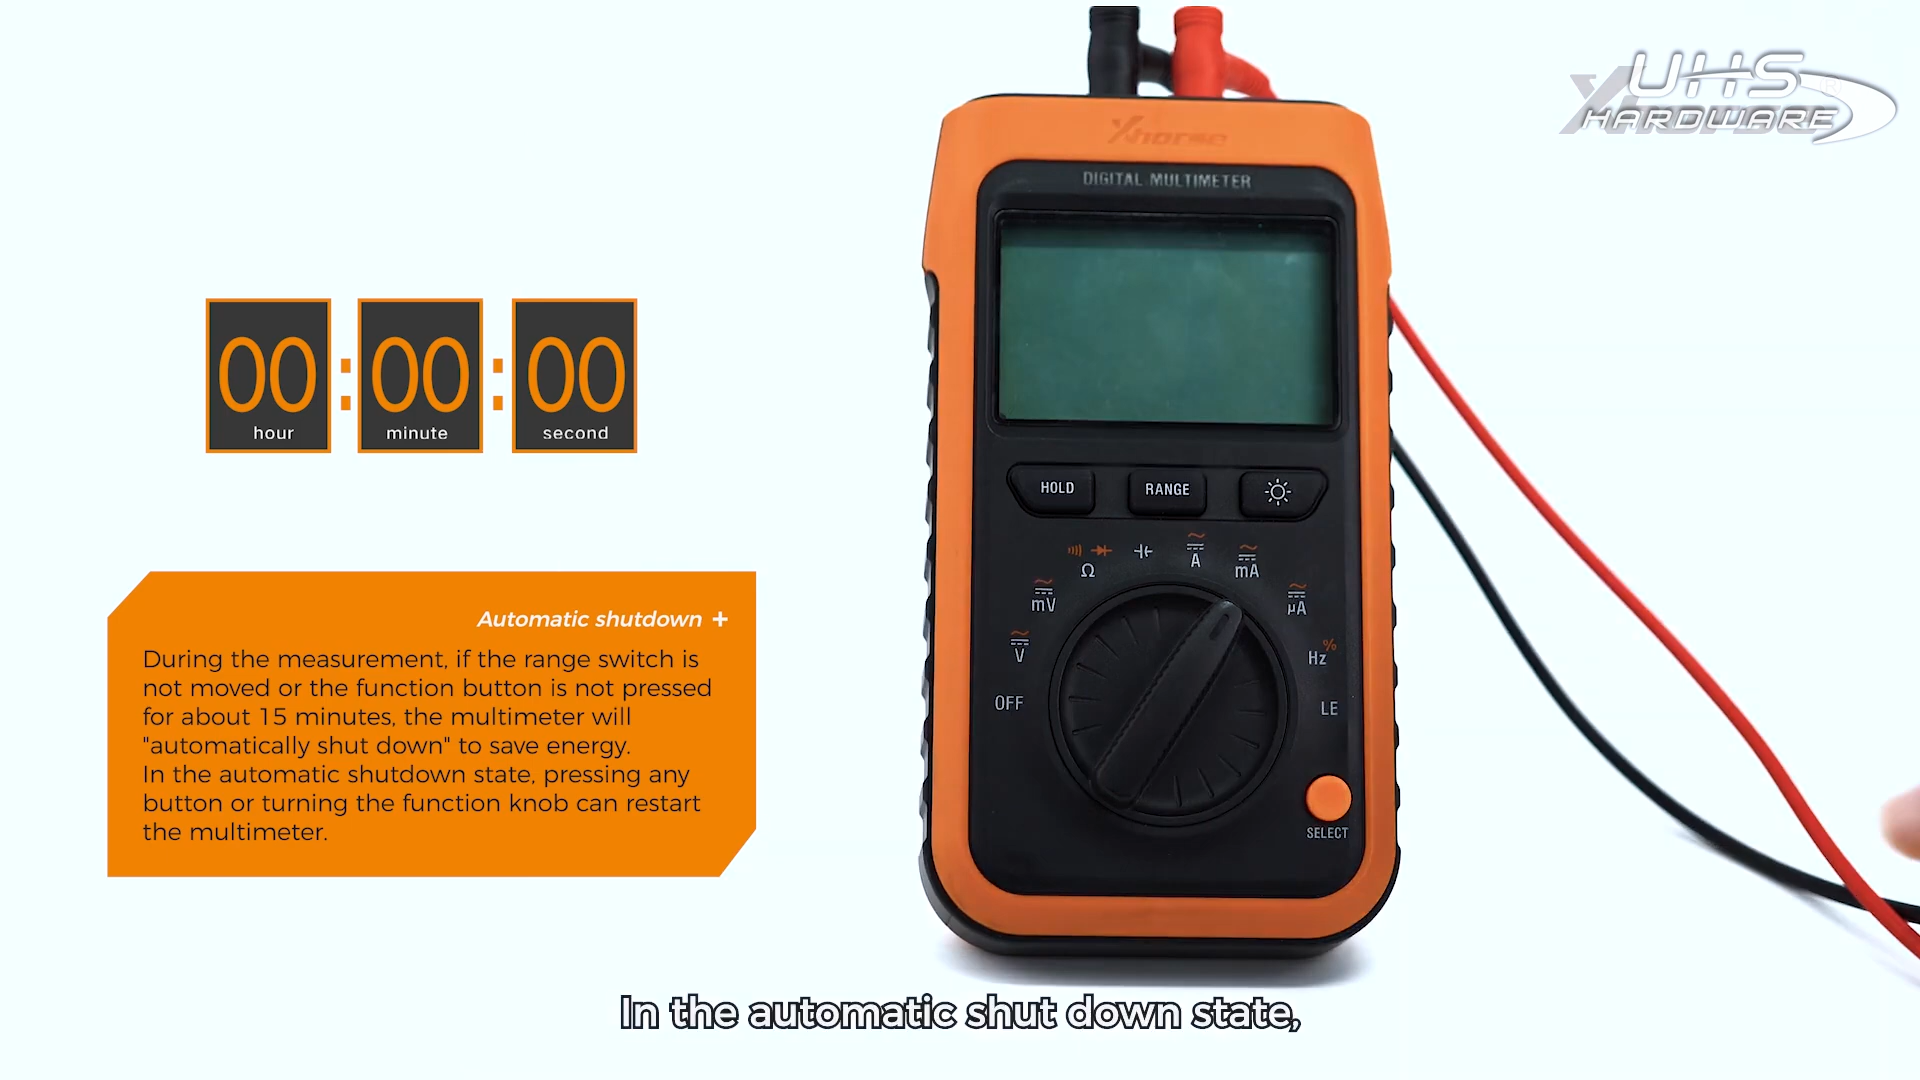 UHS
HARDWARE
Xhorse
DIGITAL MULTIMETER
00 : 00 : 00
hour minute second
HOLD RANGE
Ω A mA
mV µA
V Hz %
OFF LE
SELECT
Automatic shutdown +
During the measurement, if the range switch is
not moved or the function button is not pressed
for about 15 minutes, the multimeter will
"automatically shut down" to save energy.
In the automatic shutdown state, pressing any
button or turning the function knob can restart
the multimeter.
In the automatic shut down state,